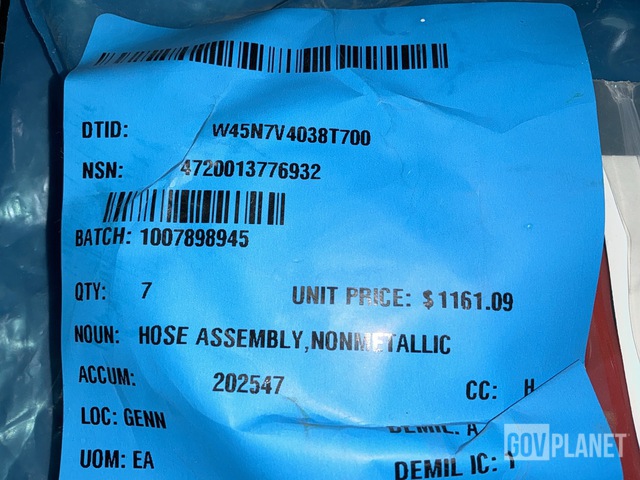 DTID: W45N7V4038T700
NSN: 4720013776932
BATCH: 1007898945
QTY: 7 UNIT PRICE: $1161.09
NOUN: HOSE ASSEMBLY,NONMETALLIC
ACCUM: 202547 CC: H
LOC: GENN DEMIL: A
UOM: EA DEMIL IC: 1
GOVPLANET